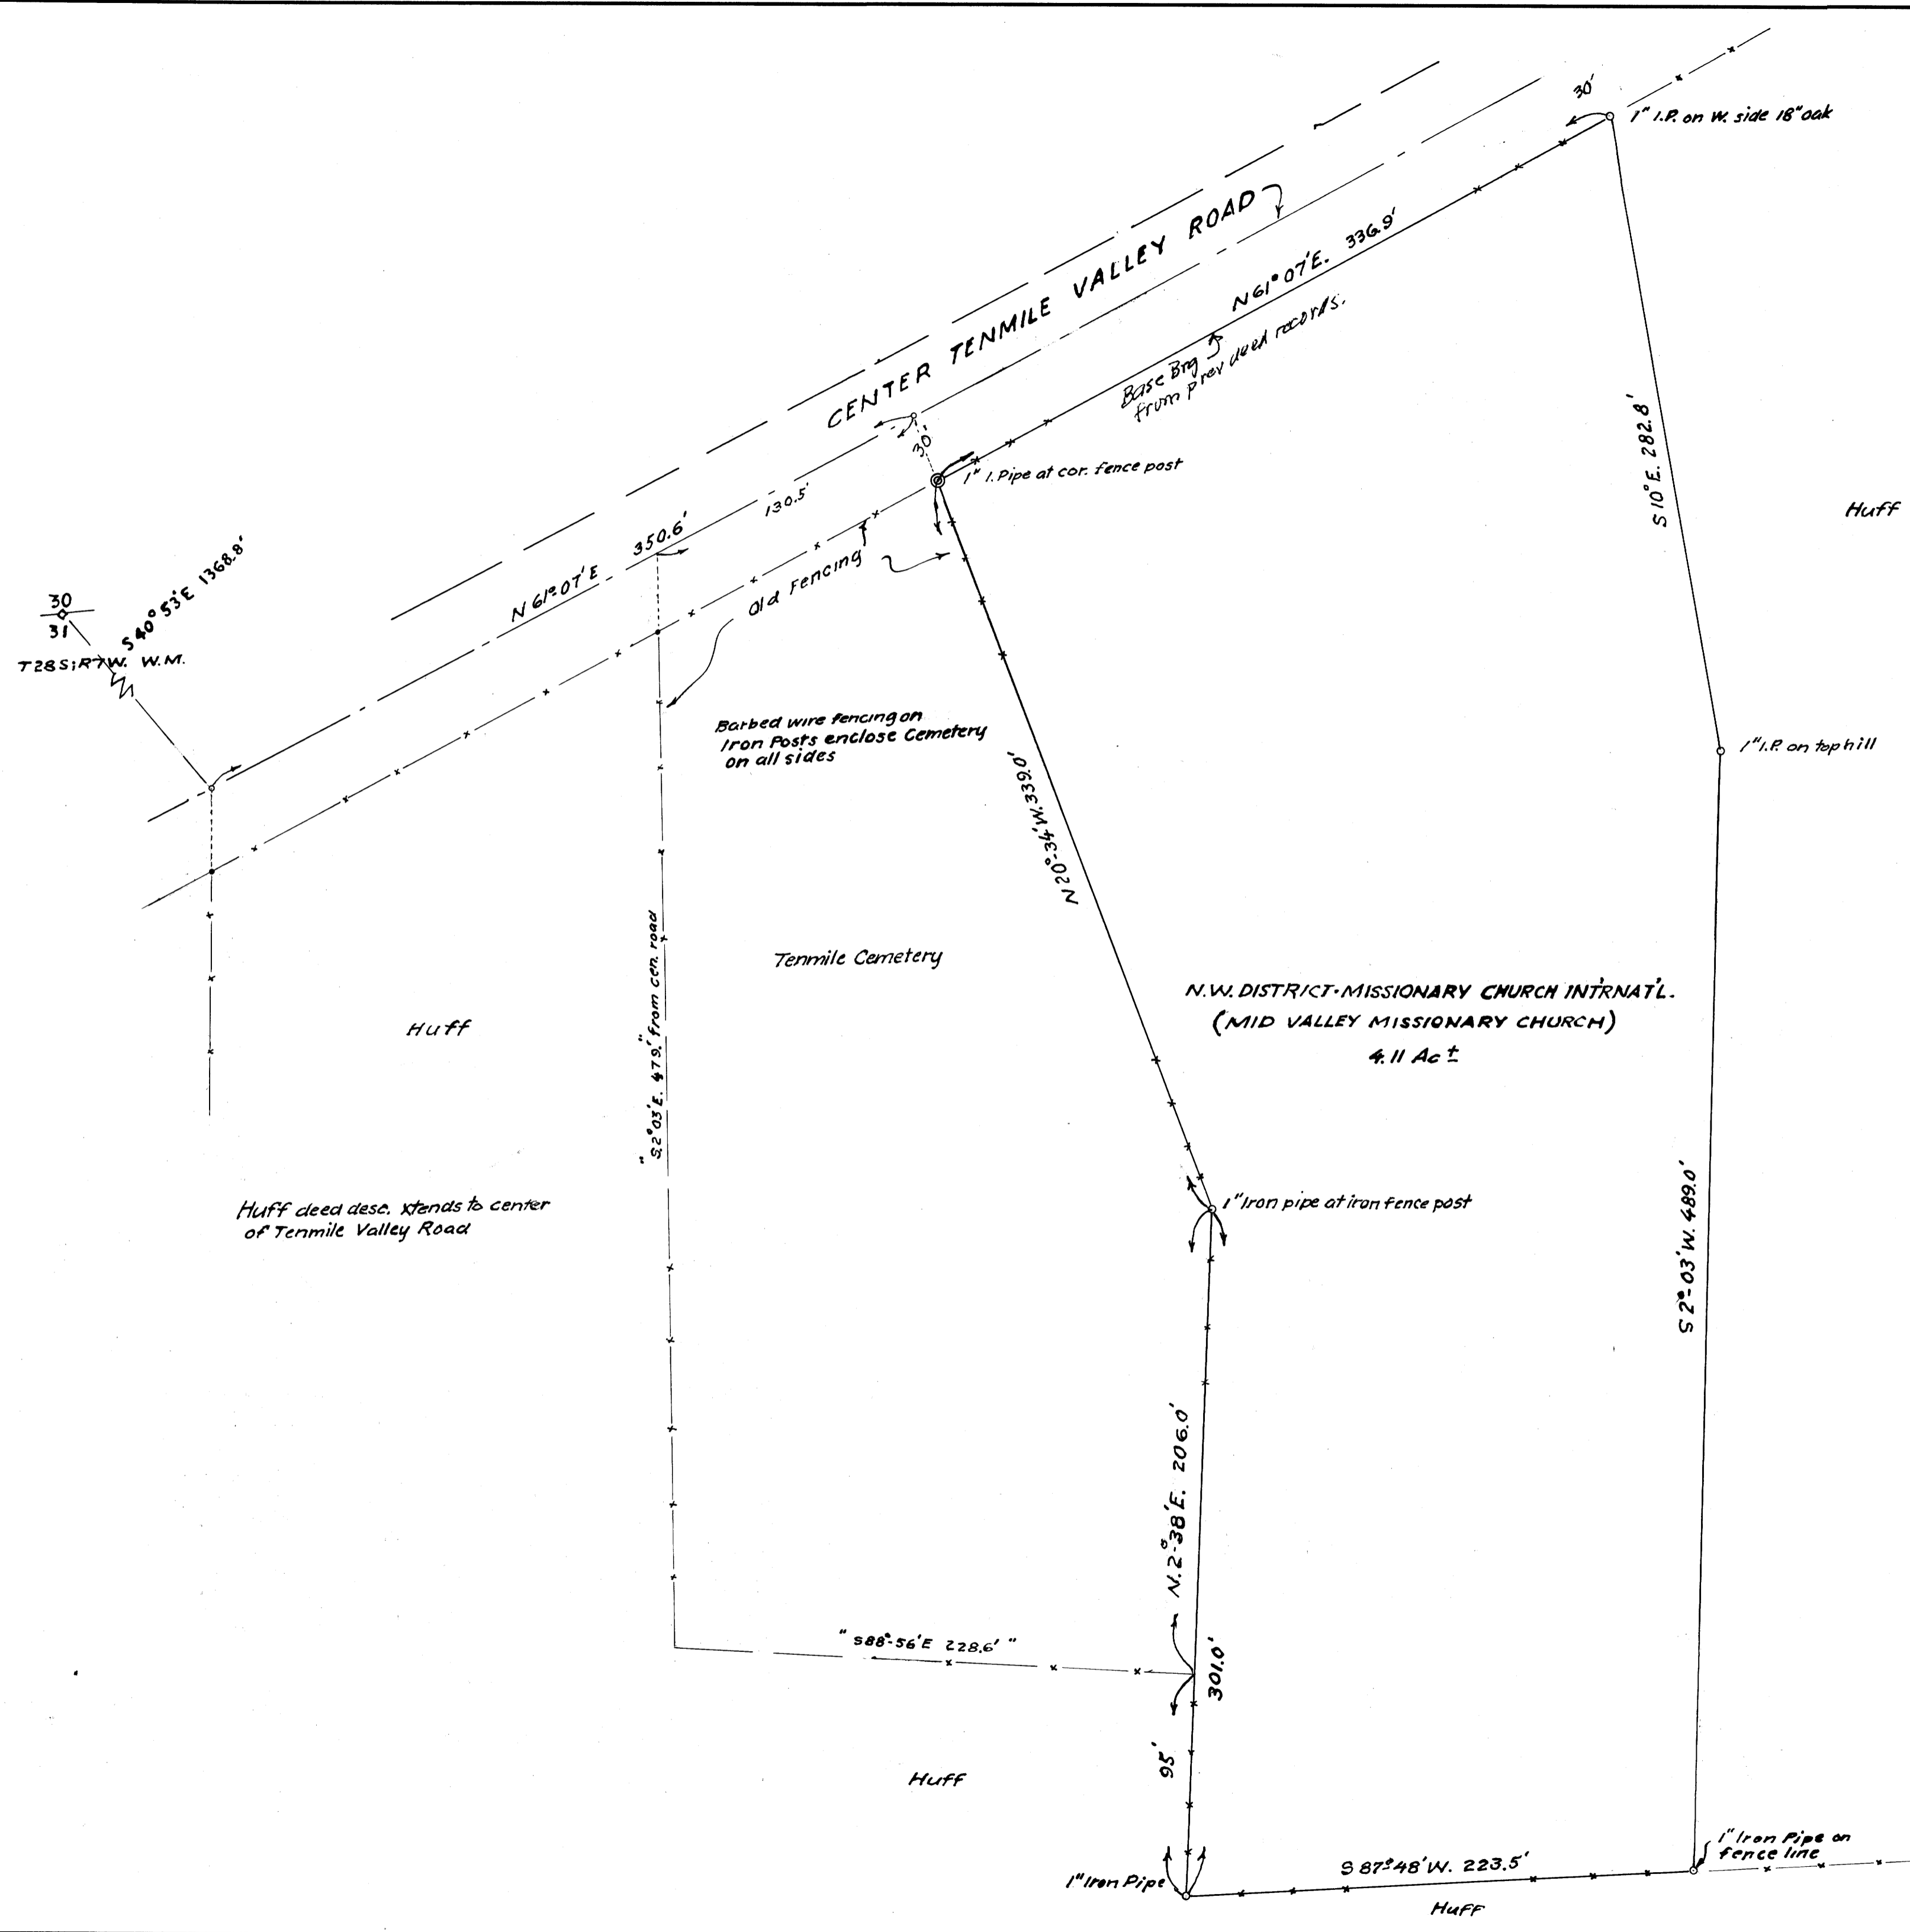 30'
1" I.P. on W. side 18" oak
CENTER TENMILE VALLEY ROAD
N 61° 07' E. 336.9'
Base Brg
from prev deed records.
S 10° E. 282.8'
30'
1" I. Pipe at cor. fence post
130.5'
350.6'
N 61°-07' E
Old Fencing
Huff
S 40° 53' E 1368.8'
30
31
T28S; R7W. W.M.
Barbed wire fencing on
Iron Posts enclose Cemetery
on all sides
1" I.P. on top hill
N 20°-34' W. 339.0'
Tenmile Cemetery
"S.2° 03' E. 479.' from cen. road"
N.W. DISTRICT - MISSIONARY CHURCH INT'RNAT'L.
(MID VALLEY MISSIONARY CHURCH)
4.11 Ac ±
Huff
Huff deed desc. xtends to center
of Tenmile Valley Road
1" Iron pipe at iron fence post
S 2°-03' W. 489.0'
N. 2°-38' E. 206.0'
" S88°-56' E 228.6' "
301.0'
95'
Huff
1" Iron Pipe on
fence line
S 87°48' W. 223.5'
1" Iron Pipe
Huff